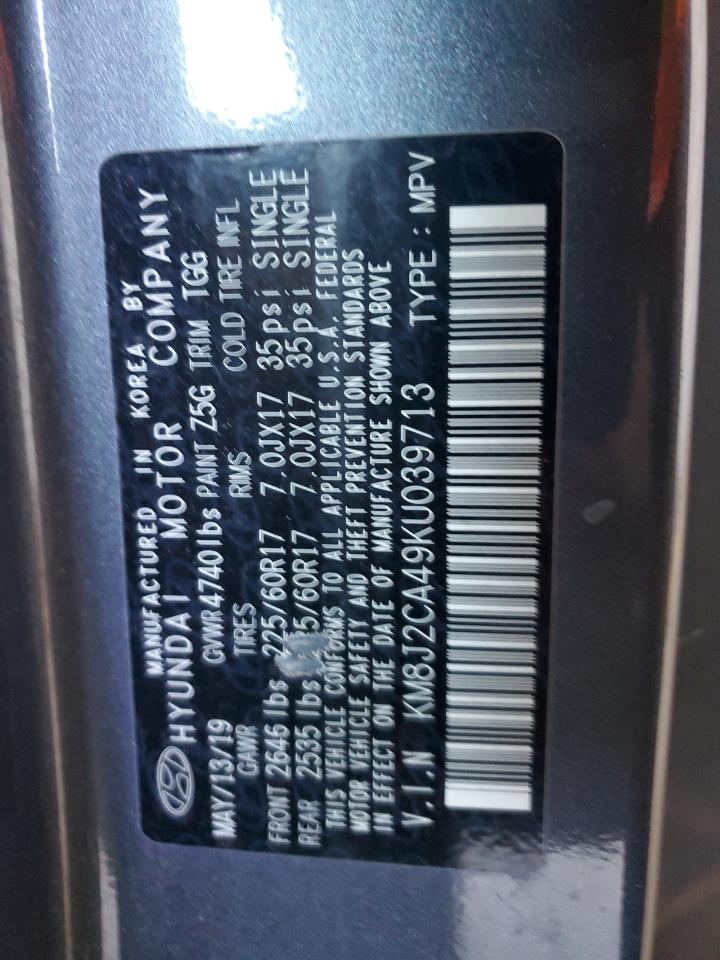 MANUFACTURED IN KOREA BY
HYUNDAI MOTOR COMPANY
MAY/13/19 GVWR 4740lbs PAINT Z5G TRIM TGG
GAWR TIRES RIMS COLD TIRE INFL
FRONT 2646 lbs 225/60R17 7.0JX17 35psi SINGLE
REAR 2535 lbs 5/60R17 7.0JX17 35psi SINGLE
THIS VEHICLE CONFORMS TO ALL APPLICABLE U.S.A FEDERAL
MOTOR VEHICLE SAFETY AND THEFT PREVENTION STANDARDS
IN EFFECT ON THE DATE OF MANUFACTURE SHOWN ABOVE
V.I.N KM8J2CA49KU039713 TYPE : MPV